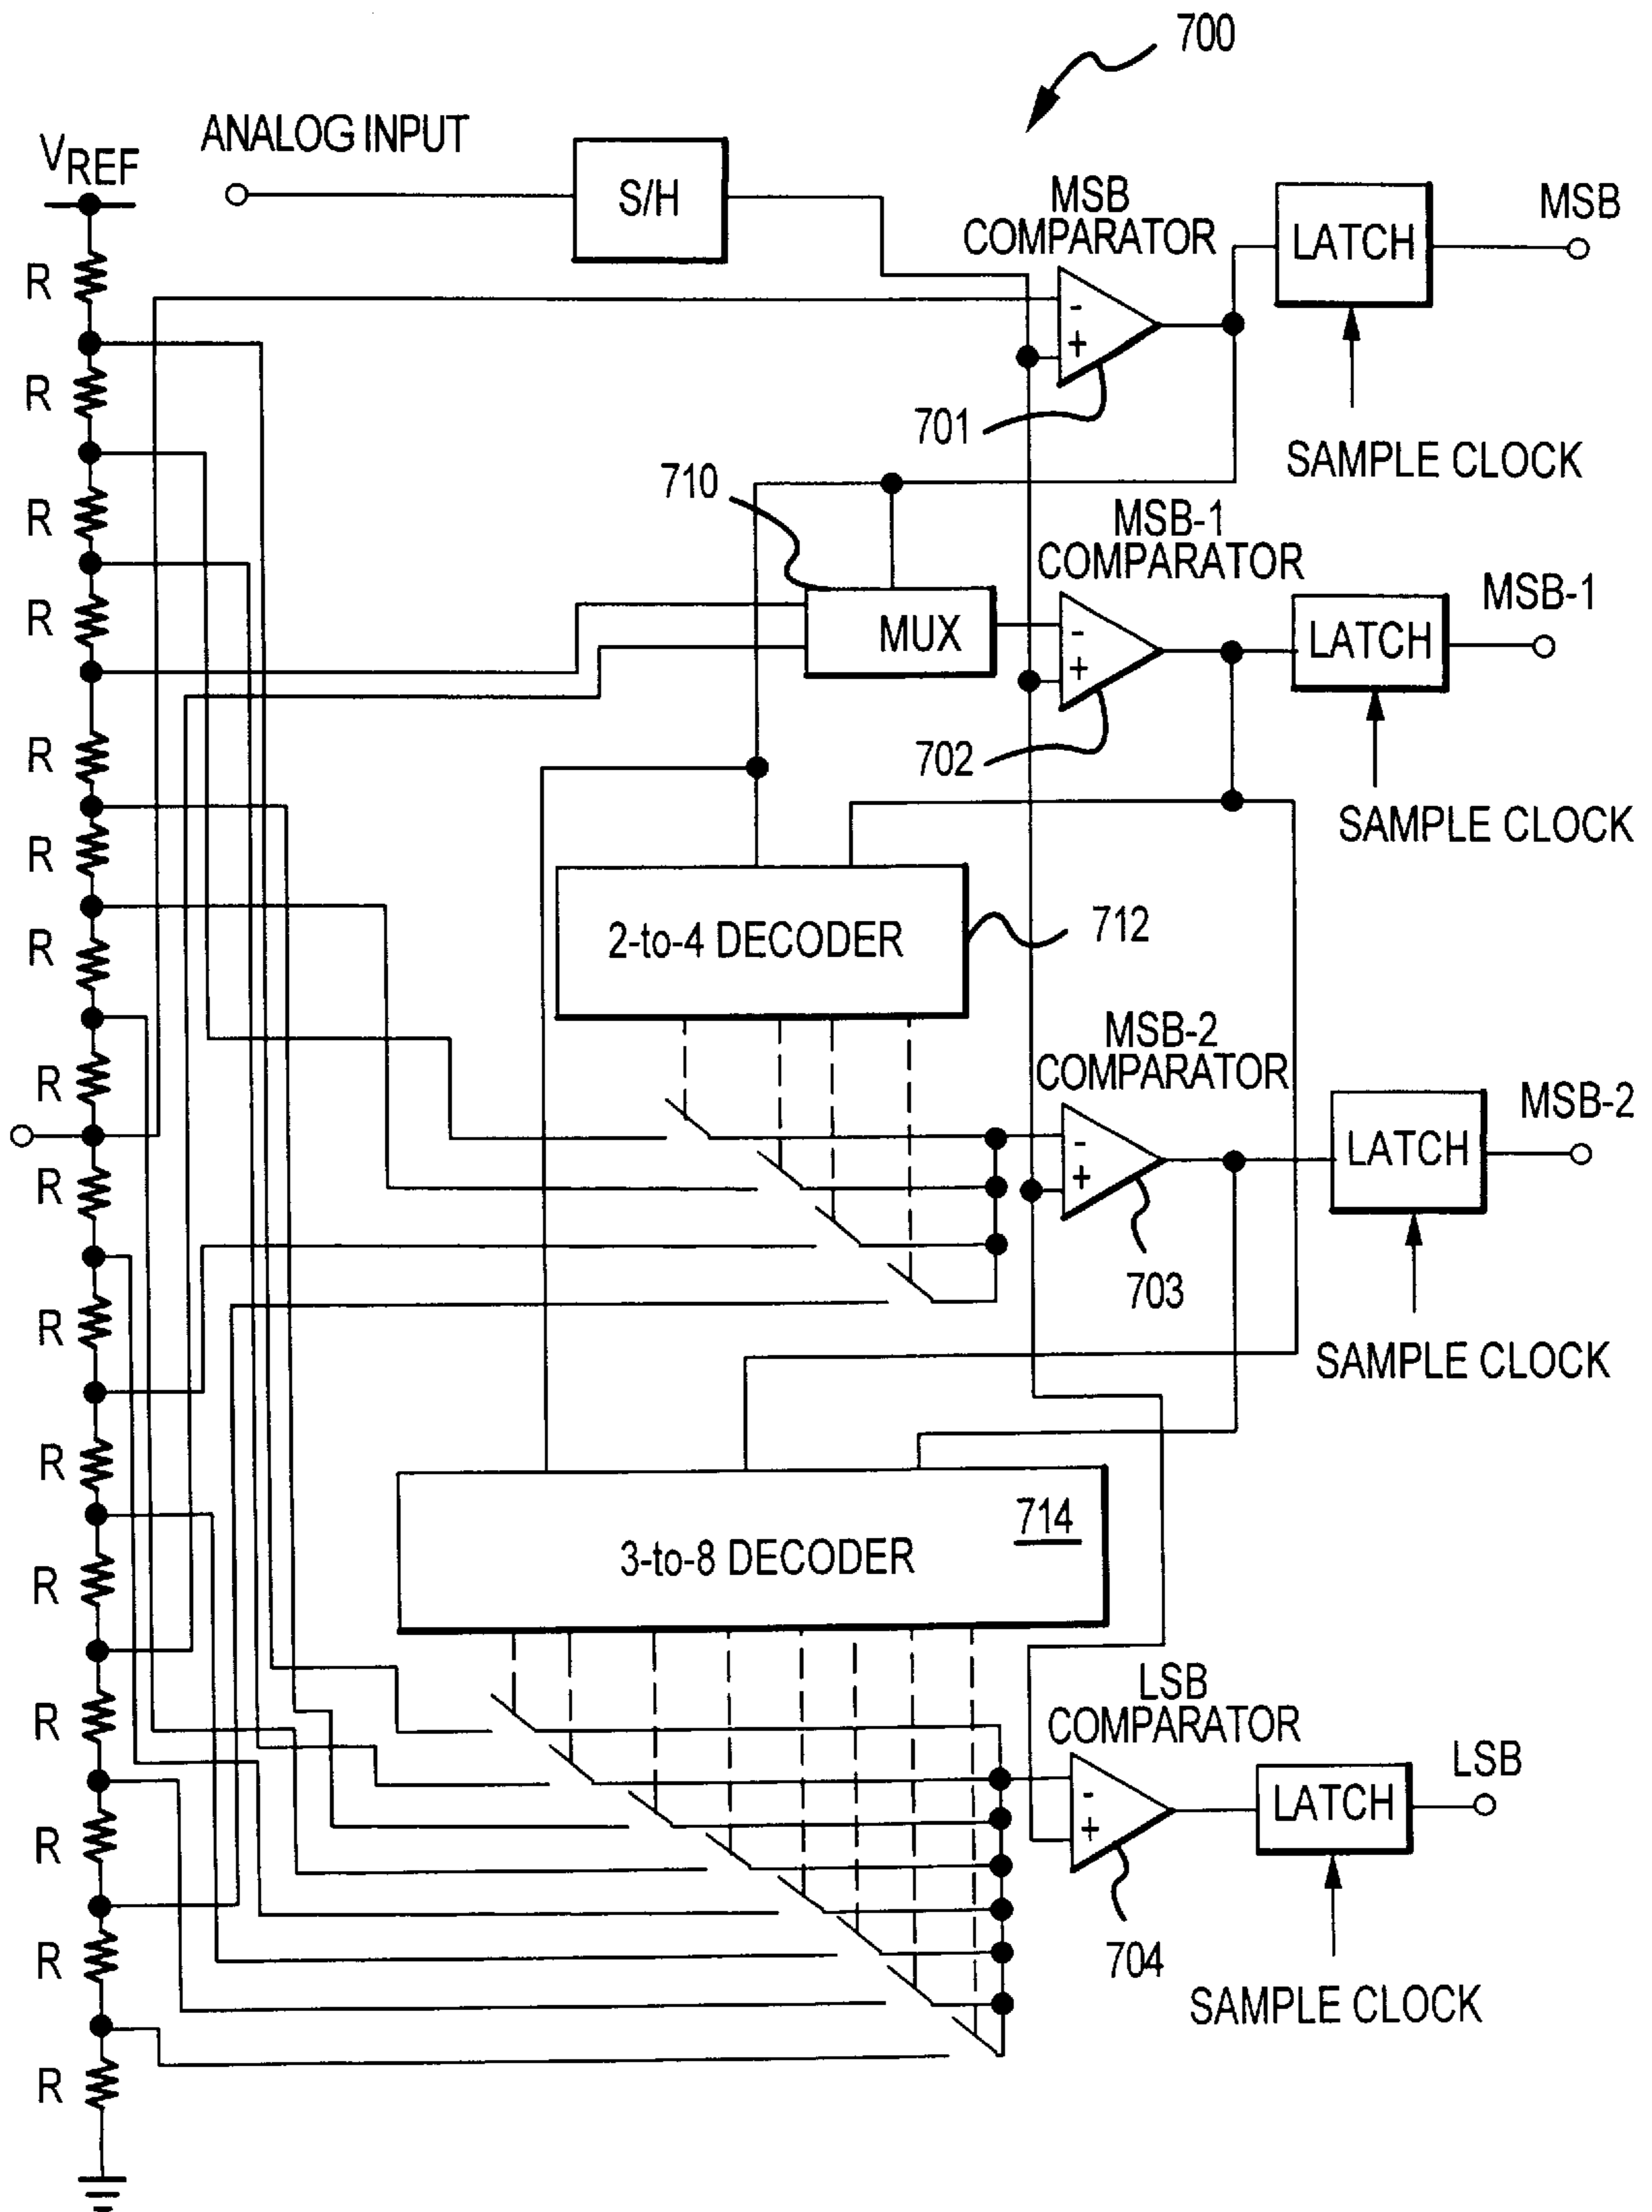 700
ANALOG INPUT
VREF
S/H
MSB
COMPARATOR
LATCH
MSB
R
-
+
R
701
SAMPLE CLOCK
710
R
MSB-1
COMPARATOR
MSB-1
R
MUX
-
+
LATCH
R
702
SAMPLE CLOCK
R
2-to-4 DECODER
712
R
MSB-2
COMPARATOR
R
MSB-2
-
+
LATCH
R
703
R
SAMPLE CLOCK
R
714
3-to-8 DECODER
R
LSB
COMPARATOR
R
LSB
-
+
LATCH
R
R
704
SAMPLE CLOCK
R